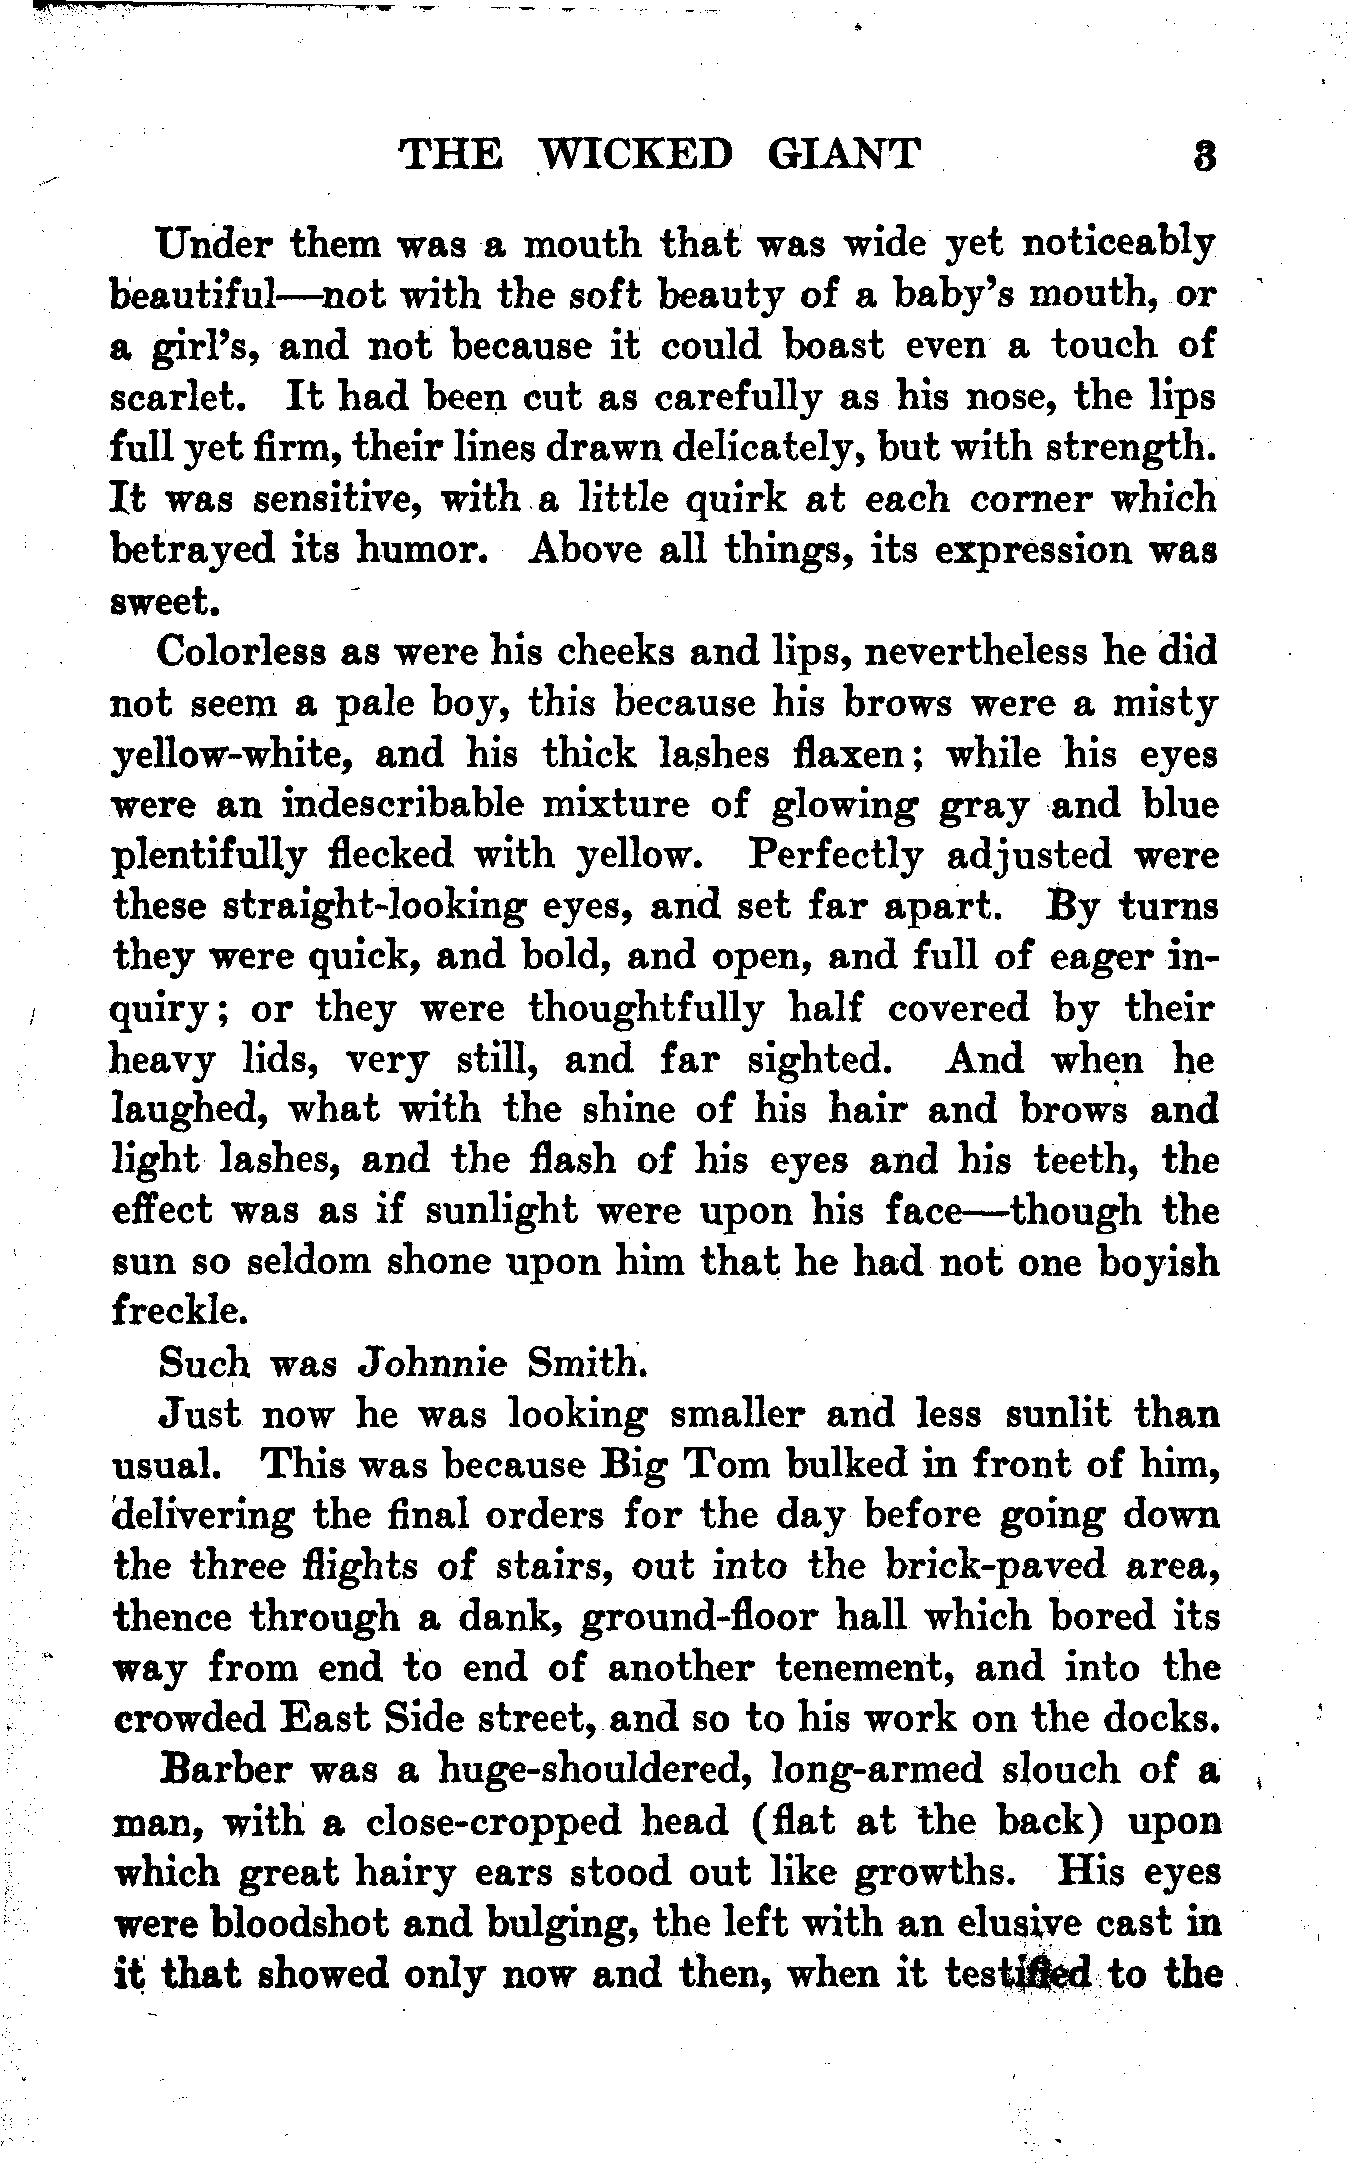 THE WICKED GIANT 3
Under them was a mouth that was wide yet noticeably
beautiful—not with the soft beauty of a baby's mouth, or
a girl's, and not because it could boast even a touch of
scarlet. It had been cut as carefully as his nose, the lips
full yet firm, their lines drawn delicately, but with strength.
It was sensitive, with a little quirk at each corner which
betrayed its humor. Above all things, its expression was
sweet.
Colorless as were his cheeks and lips, nevertheless he did
not seem a pale boy, this because his brows were a misty
yellow-white, and his thick lashes flaxen; while his eyes
were an indescribable mixture of glowing gray and blue
plentifully flecked with yellow. Perfectly adjusted were
these straight-looking eyes, and set far apart. By turns
they were quick, and bold, and open, and full of eager in-
quiry; or they were thoughtfully half covered by their
heavy lids, very still, and far sighted. And when he
laughed, what with the shine of his hair and brows and
light lashes, and the flash of his eyes and his teeth, the
effect was as if sunlight were upon his face—though the
sun so seldom shone upon him that he had not one boyish
freckle.
Such was Johnnie Smith.
Just now he was looking smaller and less sunlit than
usual. This was because Big Tom bulked in front of him,
delivering the final orders for the day before going down
the three flights of stairs, out into the brick-paved area,
thence through a dank, ground-floor hall which bored its
way from end to end of another tenement, and into the
crowded East Side street, and so to his work on the docks.
Barber was a huge-shouldered, long-armed slouch of a
man, with a close-cropped head (flat at the back) upon
which great hairy ears stood out like growths. His eyes
were bloodshot and bulging, the left with an elusive cast in
it that showed only now and then, when it testified to the